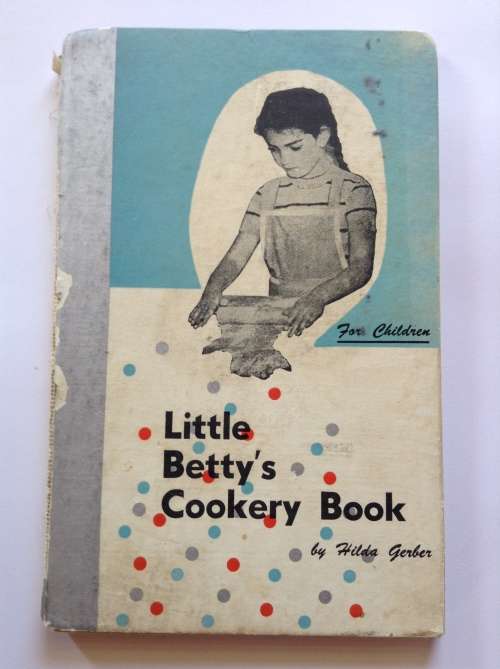 For Children
Little
Betty's
Cookery Book
by Hilda Gerber